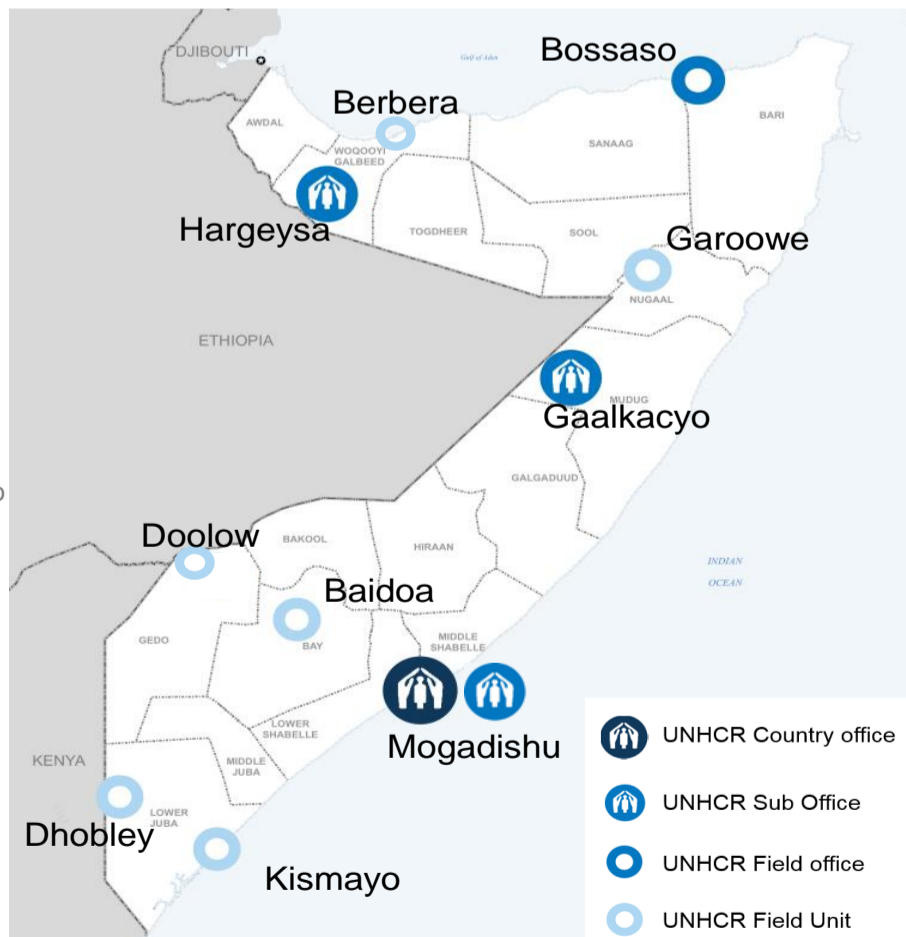 DJIBOUTI
Gulf of Aden
Bossaso
Berbera
AWDAL
BARI
WOQOOYI
GALBEED
SANAAG
Hargeysa
TOGDHEER
SOOL
Garoowe
NUGAAL
ETHIOPIA
MUDUG
Gaalkacyo
GALGADUUD
Doolow
BAKOOL
HIRAAN
INDIAN
OCEAN
Baidoa
GEDO
BAY
MIDDLE
SHABELLE
Mogadishu
LOWER
SHABELLE
KENYA
MIDDLE
JUBA
LOWER
JUBA
Dhobley
Kismayo
UNHCR Country office
UNHCR Sub Office
UNHCR Field office
UNHCR Field Unit